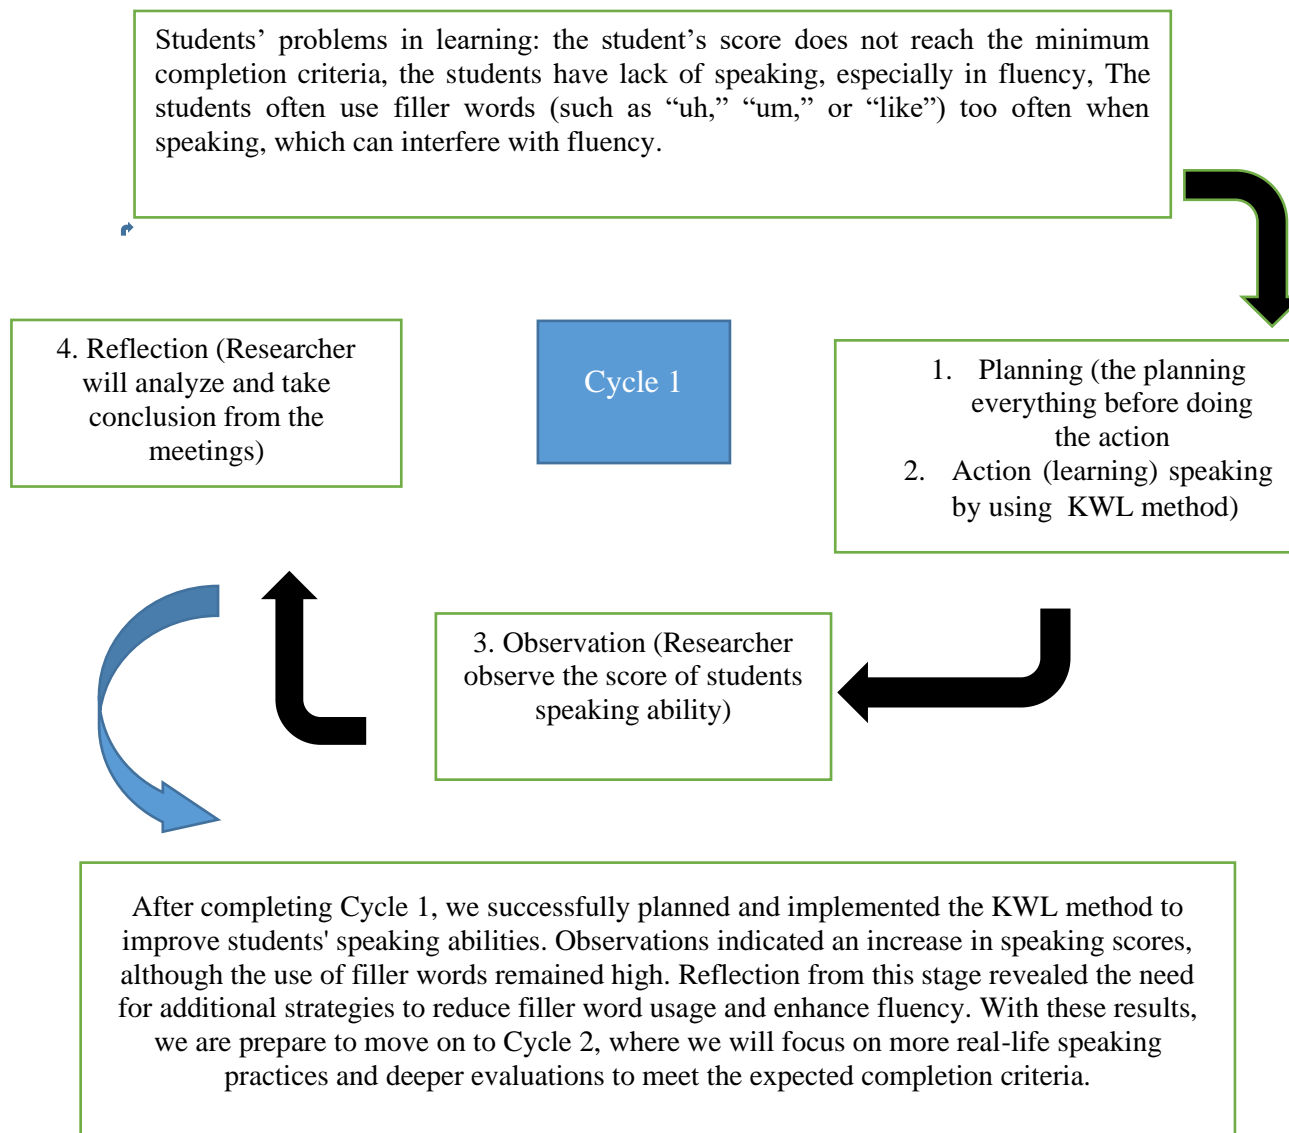 Students’ problems in learning: the student’s score does not reach the minimum
completion criteria, the students have lack of speaking, especially in fluency, The
students often use filler words (such as “uh,” “um,” or “like”) too often when
speaking, which can interfere with fluency.
4. Reflection (Researcher
will analyze and take
conclusion from the
meetings)
Cycle 1
1. Planning (the planning
everything before doing
the action
2. Action (learning) speaking
by using KWL method)
3. Observation (Researcher
observe the score of students
speaking ability)
After completing Cycle 1, we successfully planned and implemented the KWL method to
improve students' speaking abilities. Observations indicated an increase in speaking scores,
although the use of filler words remained high. Reflection from this stage revealed the need
for additional strategies to reduce filler word usage and enhance fluency. With these results,
we are prepare to move on to Cycle 2, where we will focus on more real-life speaking
practices and deeper evaluations to meet the expected completion criteria.